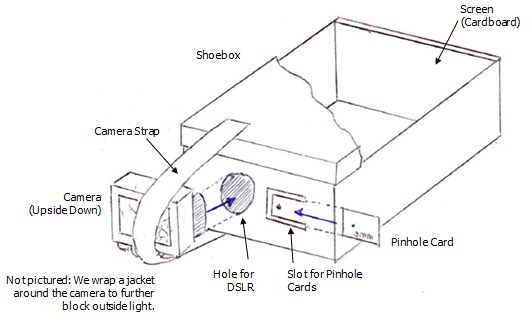 Screen
(Cardboard)
Shoebox
Camera Strap
Camera
(Upside Down)
Pinhole Card
Hole for
DSLR
Slot for Pinhole
Cards
Not pictured: We wrap a jacket
around the camera to further
block outside light.